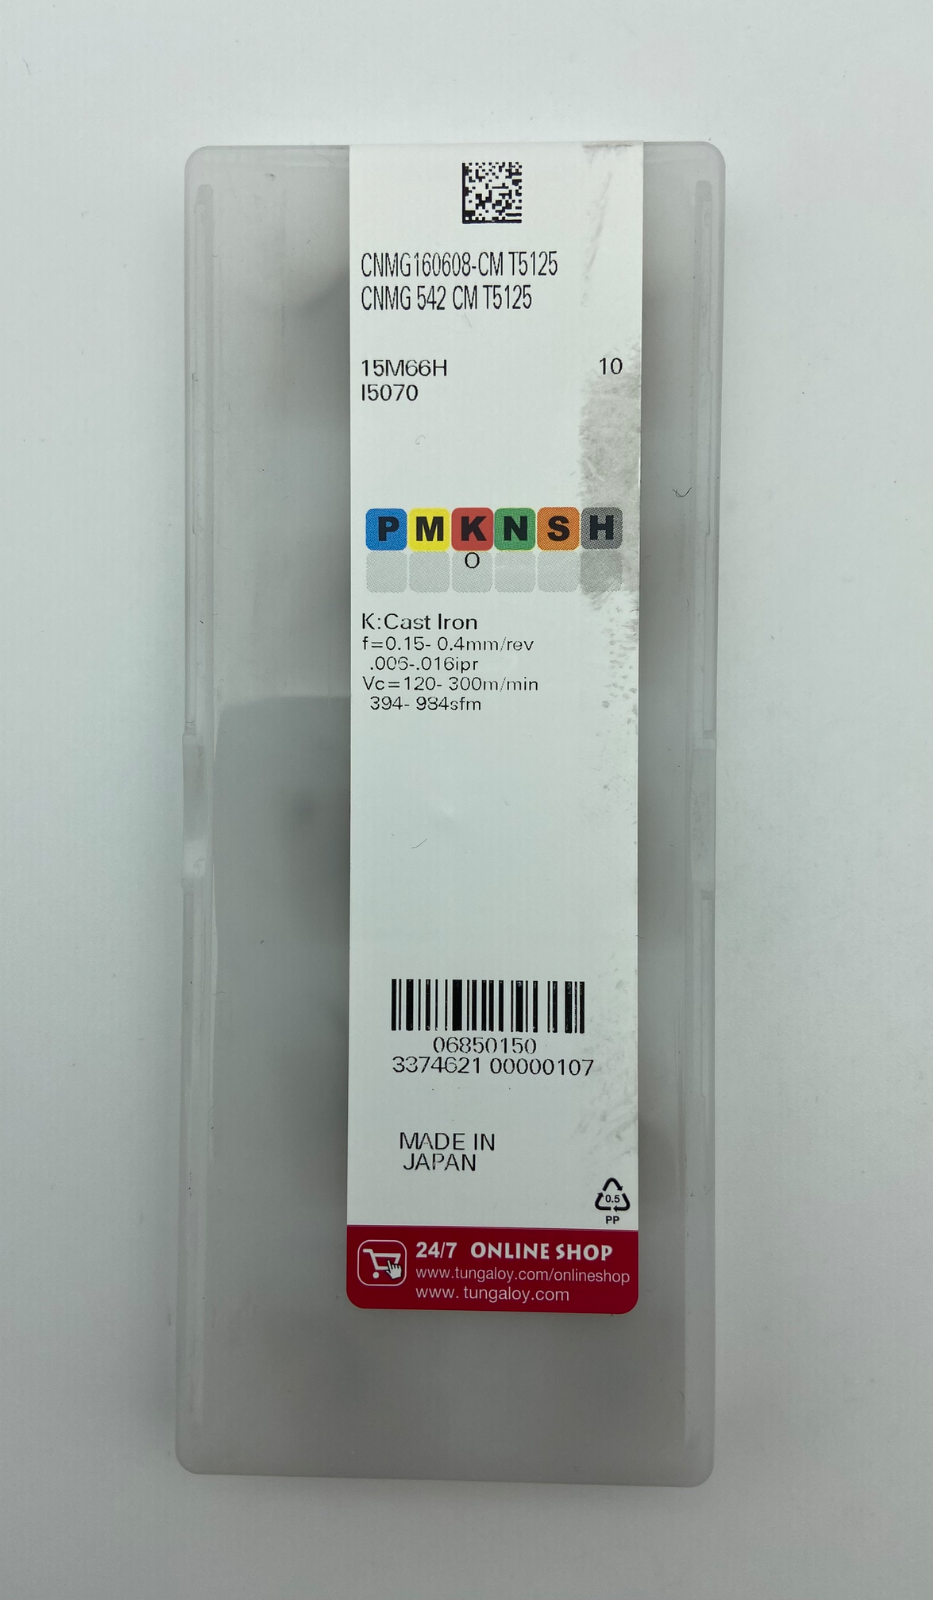 CNMG160608-CM T5125
CNMG 542 CM T5125
15M66H 10
I5070
P M K N S H
O
K:Cast Iron
f=0.15- 0.4mm/rev
.006-.016ipr
Vc=120- 300m/min
394- 984sfm
06850150
3374621 00000107
MADE IN
JAPAN
0.5
PP
24/7 ONLINE SHOP
www.tungaloy.com/onlineshop
www. tungaloy.com